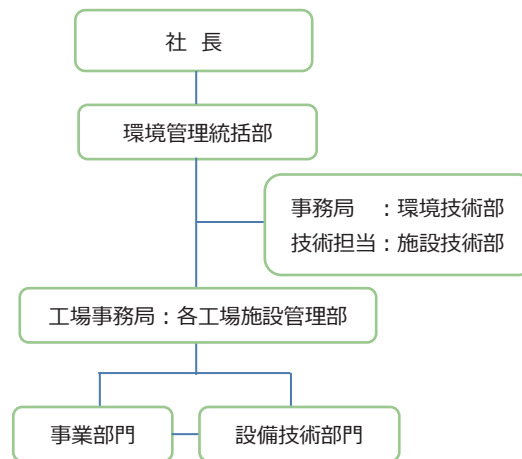 社 長
環境管理統括部
事務局 :環境技術部
技術担当:施設技術部
工場事務局:各工場施設管理部
事業部門
設備技術部門